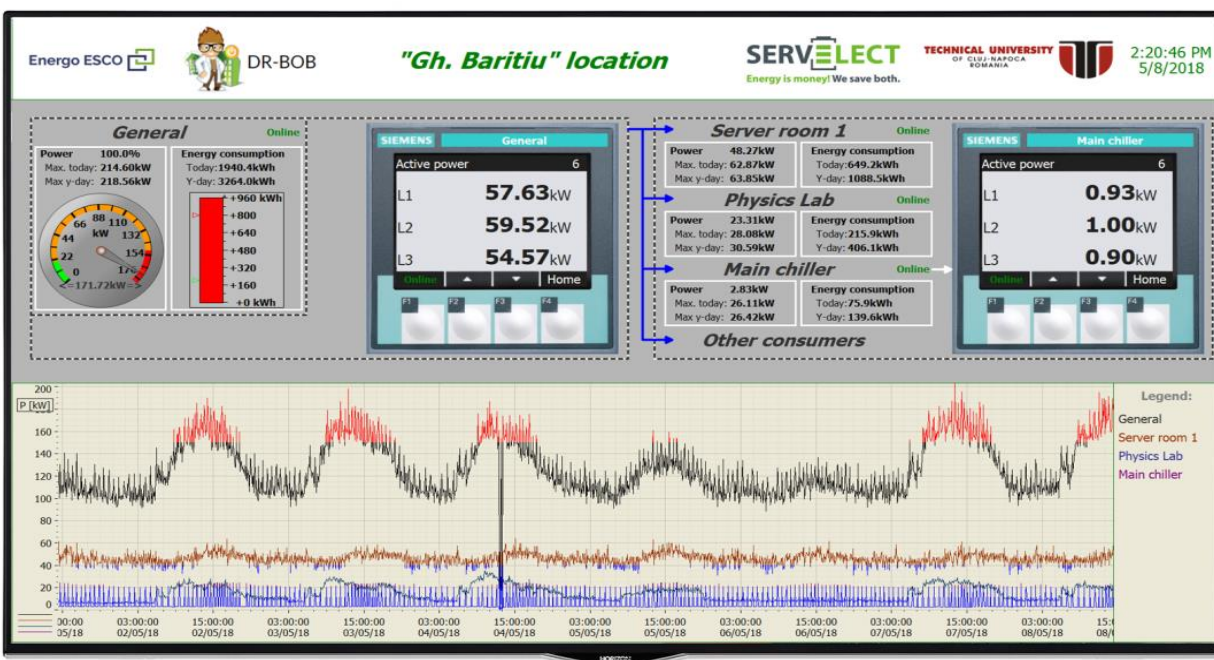 Energo ESCO
DR-BOB
"Gh. Baritiu" location
SERVELECT
Energy is money! We save both.
TECHNICAL UNIVERSITY
OF CLUJ-NAPOCA
ROMANIA
2:20:46 PM
5/8/2018
General Online
Power 100.0%
Max. today: 214.60kW
Max y-day: 218.56kW
0 22 44 66 88 110 132 154 176
kW
<=171.72kW=>
Energy consumption
Today:1940.4kWh
Y-day: 3264.0kWh
+960 kWh
+800
+640
+480
+320
+160
+0 kWh
SIEMENS General
Active power 6
L1 57.63kW
L2 59.52kW
L3 54.57kW
Online Home
F1 F2 F3 F4
Server room 1 Online
Power 48.27kW
Max. today: 62.87kW
Max y-day: 63.85kW
Energy consumption
Today:649.2kWh
Y-day: 1088.5kWh
Physics Lab Online
Power 23.31kW
Max. today: 28.08kW
Max y-day: 30.59kW
Energy consumption
Today:215.9kWh
Y-day: 406.1kWh
Main chiller Online
Power 2.83kW
Max. today: 26.11kW
Max y-day: 26.42kW
Energy consumption
Today:75.9kWh
Y-day: 139.6kWh
Other consumers
SIEMENS Main chiller
Active power 6
L1 0.93kW
L2 1.00kW
L3 0.90kW
Online Home
F1 F2 F3 F4
200
P [kW]
160
140
120
100
80
60
40
20
0
00:00 03:00:00 15:00:00 03:00:00 15:00:00 03:00:00 15:00:00 03:00:00 15:00:00 03:00:00 15:00:00 03:00:00 15:00:00 03:00:00 15:0
05/18 02/05/18 02/05/18 03/05/18 03/05/18 04/05/18 04/05/18 05/05/18 05/05/18 06/05/18 06/05/18 07/05/18 07/05/18 08/05/18 08/
Legend:
General
Server room 1
Physics Lab
Main chiller
HORIZON